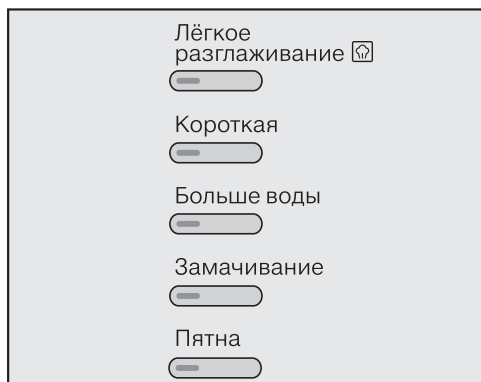 Лёгкое
разглаживание
Короткая
Больше воды
Замачивание
Пятна